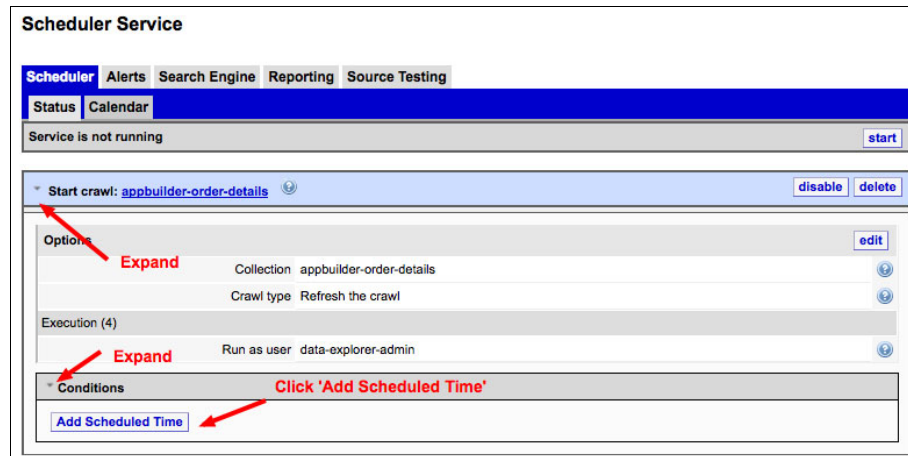 Scheduler Service
Scheduler Alerts Search Engine Reporting Source Testing
Status Calendar
Service is not running start
Start crawl: appbuilder-order-details disable delete
Options edit
Expand
Collection appbuilder-order-details
Crawl type Refresh the crawl
Execution (4)
Run as user data-explorer-admin
Expand
Conditions Click 'Add Scheduled Time'
Add Scheduled Time